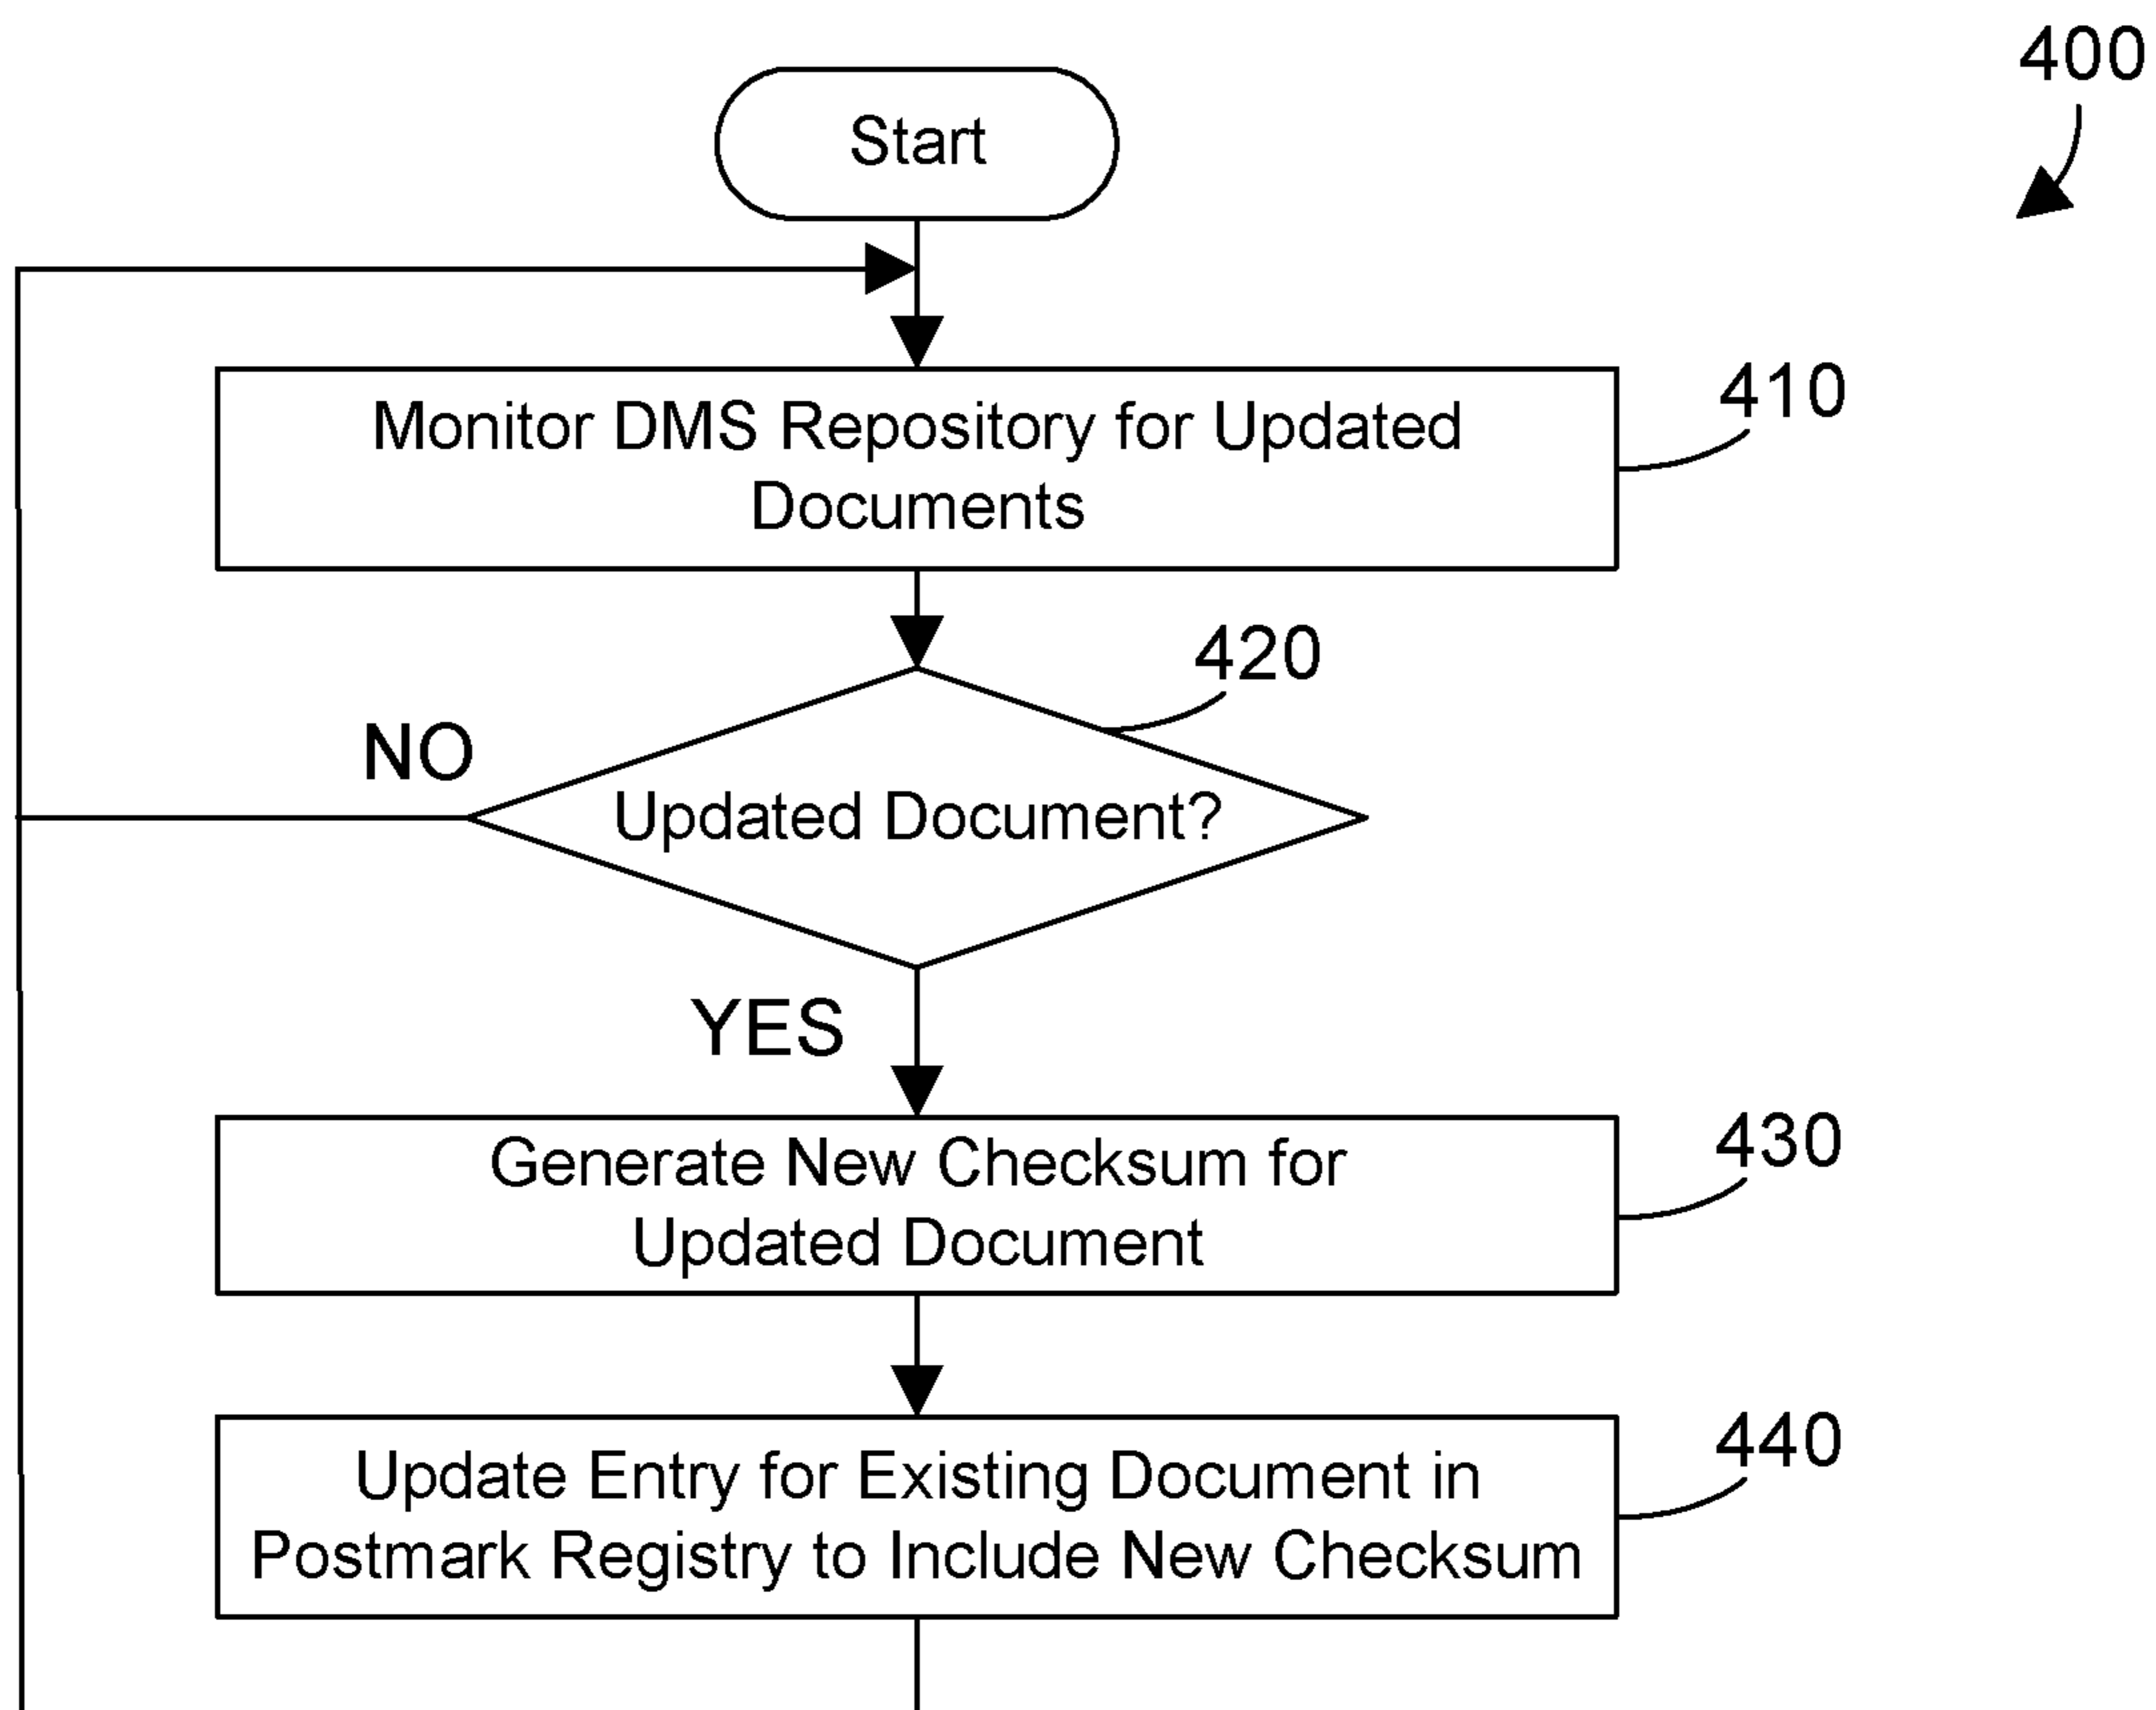 400
Start
Monitor DMS Repository for Updated
Documents
410
420
NO
Updated Document?
YES
Generate New Checksum for
Updated Document
430
Update Entry for Existing Document in
Postmark Registry to Include New Checksum
440